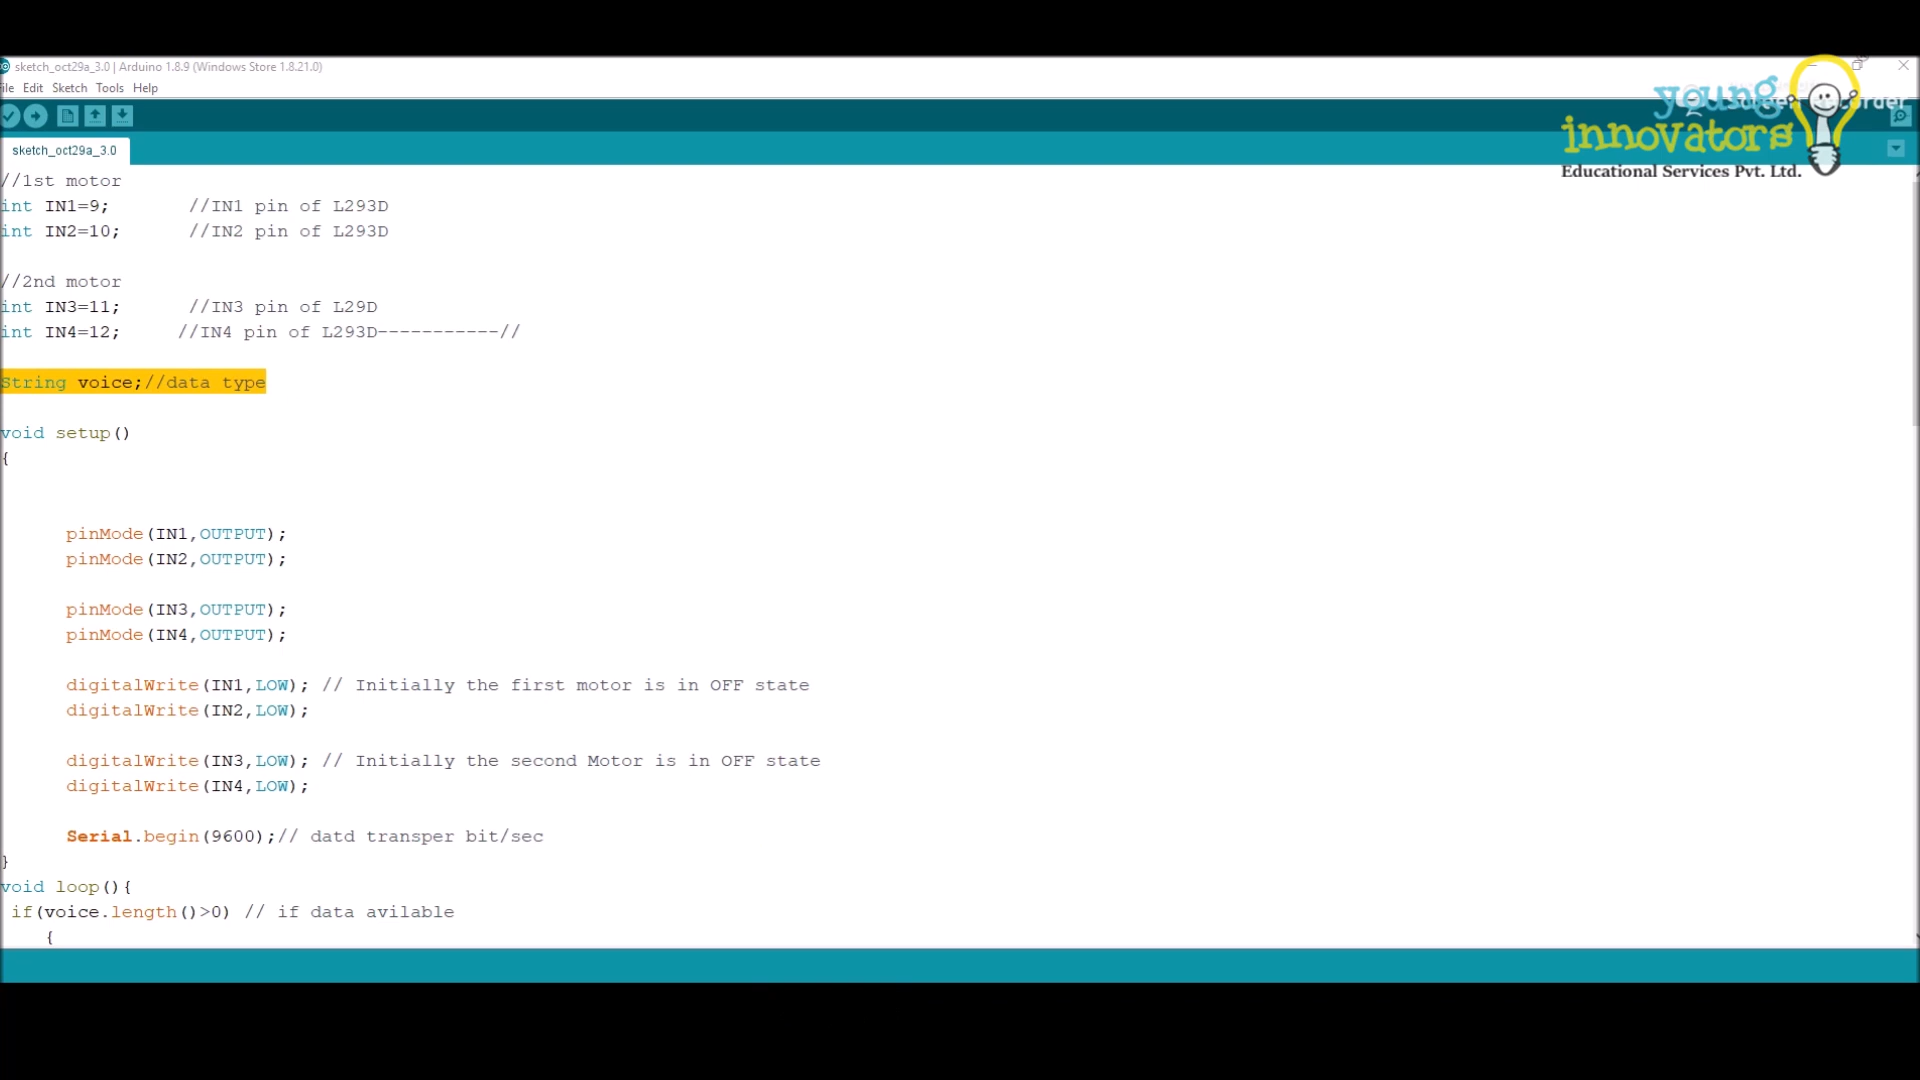 sketch_oct29a_3.0 | Arduino 1.8.9 (Windows Store 1.8.21.0)
ile Edit Sketch Tools Help
sketch_oct29a_3.0
young
innovators
Educational Services Pvt. Ltd.
//1st motor
int IN1=9; //IN1 pin of L293D
int IN2=10; //IN2 pin of L293D
//2nd motor
int IN3=11; //IN3 pin of L29D
int IN4=12; //IN4 pin of L293D-----------//
String voice;//data type
void setup()
{
pinMode(IN1,OUTPUT);
pinMode(IN2,OUTPUT);
pinMode(IN3,OUTPUT);
pinMode(IN4,OUTPUT);
digitalWrite(IN1,LOW); // Initially the first motor is in OFF state
digitalWrite(IN2,LOW);
digitalWrite(IN3,LOW); // Initially the second Motor is in OFF state
digitalWrite(IN4,LOW);
Serial.begin(9600);// datd transper bit/sec
}
void loop(){
if(voice.length()>0) // if data avilable
{